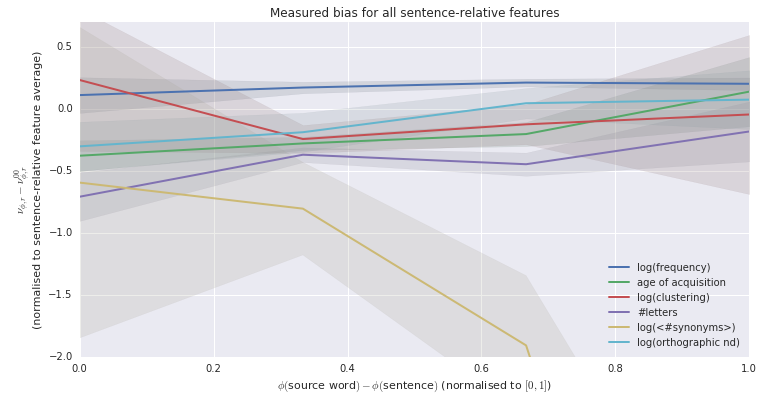 Measured bias for all sentence-relative features
ν_{ϕ,r} − ν^{00}_{ϕ,r}
(normalised to sentence-relative feature average)
0.5
0.0
−0.5
−1.0
−1.5
−2.0
log(frequency)
age of acquisition
log(clustering)
#letters
log(<#synonyms>)
log(orthographic nd)
0.0 0.2 0.4 0.6 0.8 1.0
ϕ(source word) − ϕ(sentence) (normalised to [0, 1])